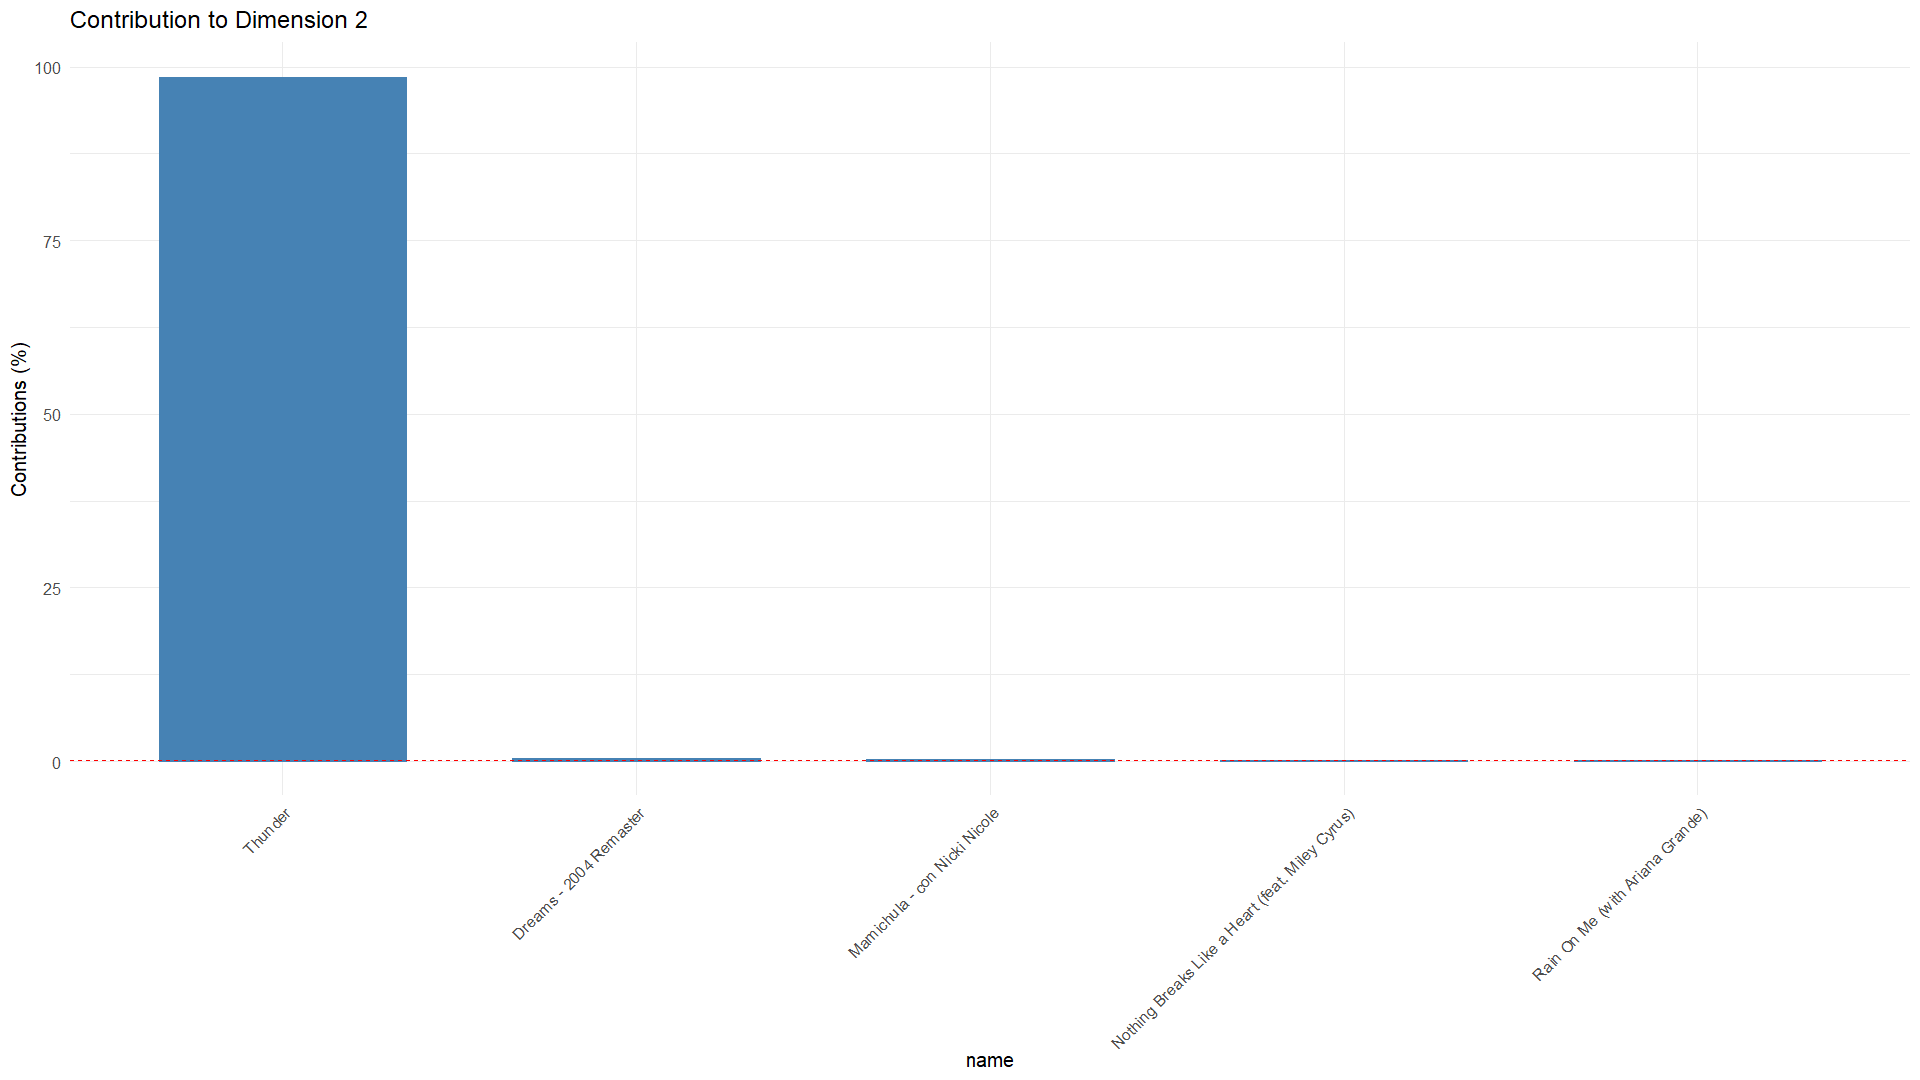 Contribution to Dimension 2
Contributions (%)
100
75
50
25
0
Thunder
Dreams - 2004 Remaster
Mamichula - con Nicki Nicole
Nothing Breaks Like a Heart (feat. Miley Cyrus)
Rain On Me (with Ariana Grande)
name